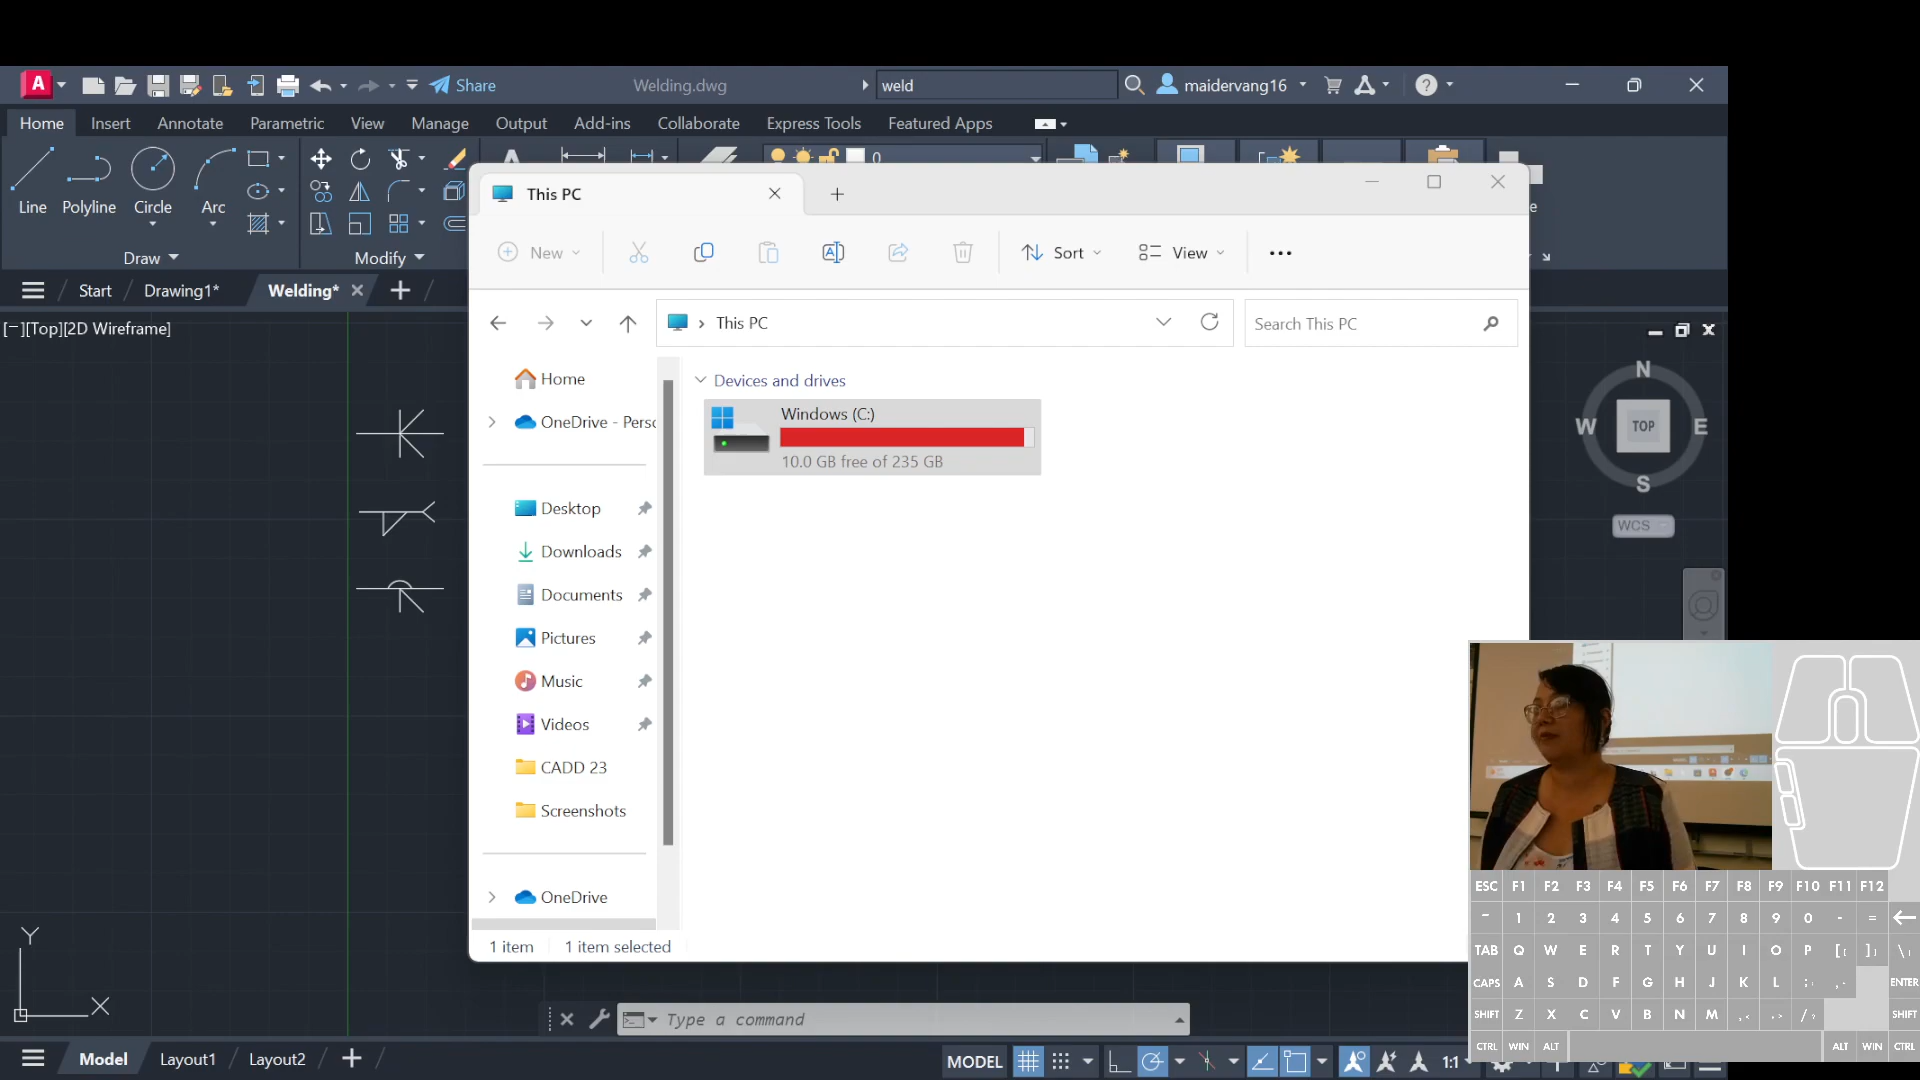 A
Share
Welding.dwg
weld
maidervang16
?
Home Insert Annotate Parametric View Manage Output Add-ins Collaborate Express Tools Featured Apps
A
0
Line Polyline Circle Arc
Draw Modify
Start Drawing1* Welding*
[−][Top][2D Wireframe]
This PC
New Sort View
This PC
Search This PC
Home
OneDrive - Perso
Desktop
Downloads
Documents
Pictures
Music
Videos
CADD 23
Screenshots
OneDrive
Devices and drives
Windows (C:)
10.0 GB free of 235 GB
1 item 1 item selected
N
W TOP E
S
WCS
Y
X
Type a command
Model Layout1 Layout2
MODEL 1:1
ESC F1 F2 F3 F4 F5 F6 F7 F8 F9 F10 F11 F12
~ 1 2 3 4 5 6 7 8 9 0 - =
TAB Q W E R T Y U I O P [{ ]} \|
CAPS A S D F G H J K L ENTER
SHIFT Z X C V B N M SHIFT
CTRL WIN ALT ALT WIN CTRL